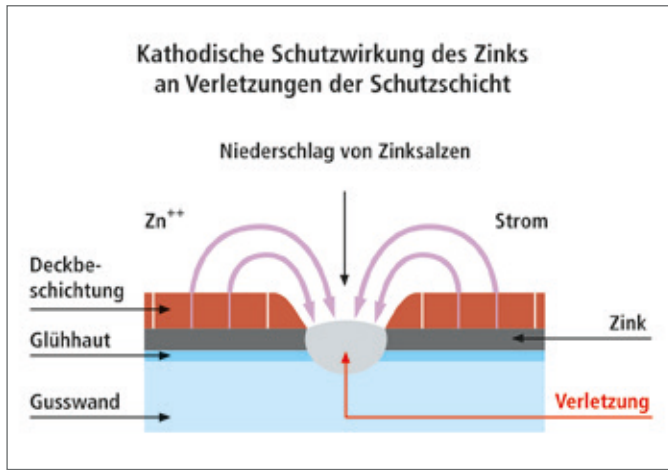 Kathodische Schutzwirkung des Zinks
an Verletzungen der Schutzschicht
Niederschlag von Zinksalzen
Zn⁺⁺
Strom
Deckbe-
schichtung
Zink
Glühhaut
Gusswand
Verletzung